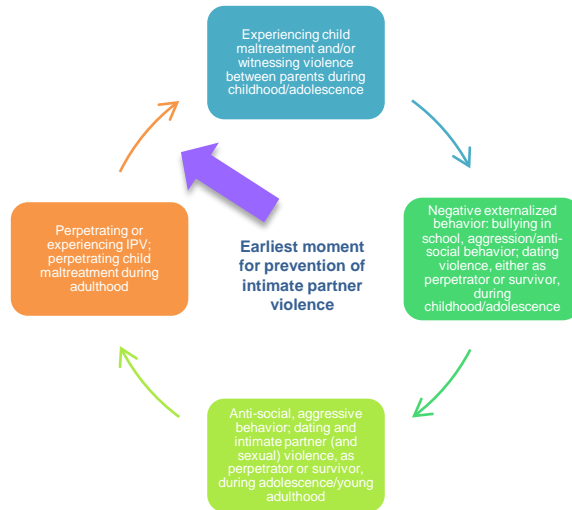 Experiencing child
maltreatment and/or
witnessing violence
between parents during
childhood/adolescence
Negative externalized
behavior: bullying in
school, aggression/anti-
social behavior; dating
violence, either as
perpetrator or survivor,
during
childhood/adolescence
Anti-social, aggressive
behavior; dating and
intimate partner (and
sexual) violence, as
perpetrator or survivor,
during adolescence/young
adulthood
Perpetrating or
experiencing IPV;
perpetrating child
maltreatment during
adulthood
Earliest moment
for prevention of
intimate partner
violence